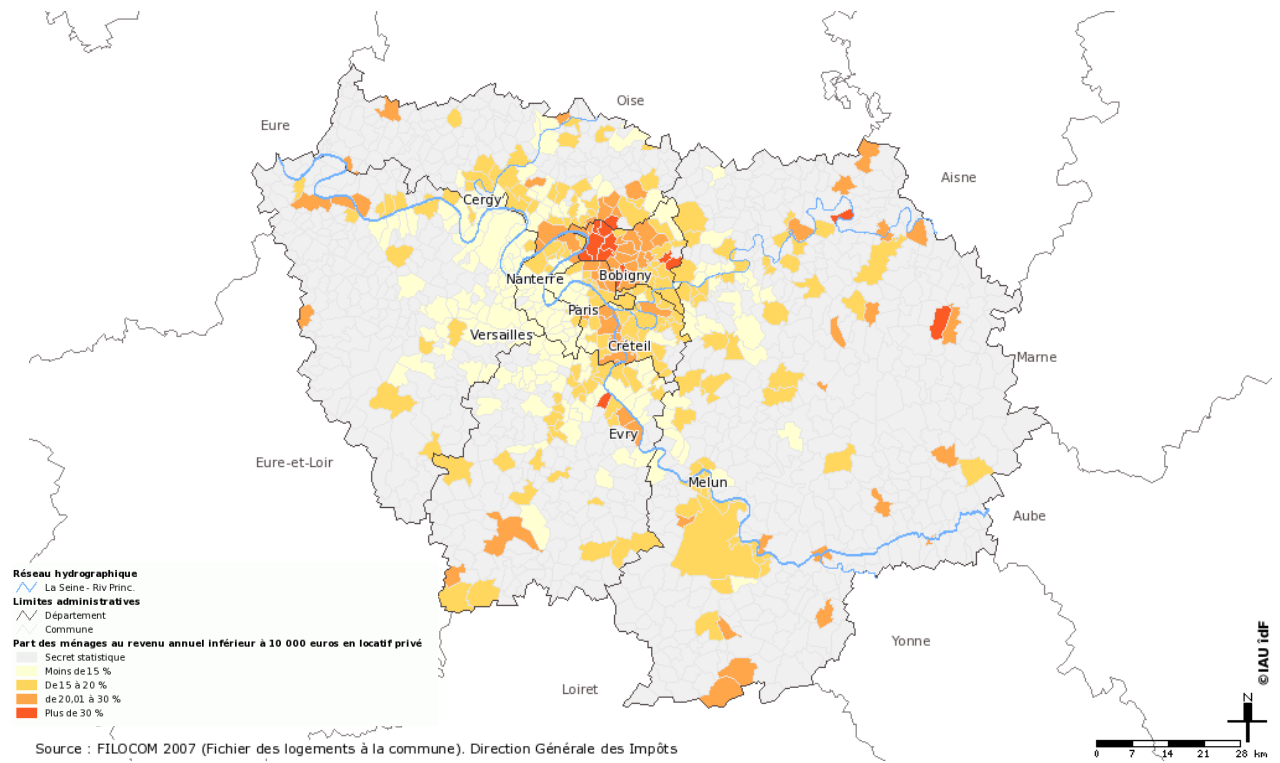 Oise
Eure
Aisne
Cergy
Nanterre
Bobigny
Paris
Versailles
Créteil
Marne
Evry
Eure-et-Loir
Melun
Aube
Yonne
Loiret
Réseau hydrographique
La Seine - Riv Princ.
Limites administratives
Département
Commune
Part des ménages au revenu annuel inférieur à 10 000 euros en locatif privé
Secret statistique
Moins de 15 %
De 15 à 20 %
de 20,01 à 30 %
Plus de 30 %
© IAU îdF
N
0 7 14 21 28 km
Source : FILOCOM 2007 (Fichier des logements à la commune). Direction Générale des Impôts